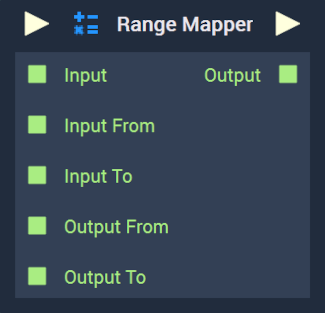 Range Mapper
Input Output
Input From
Input To
Output From
Output To